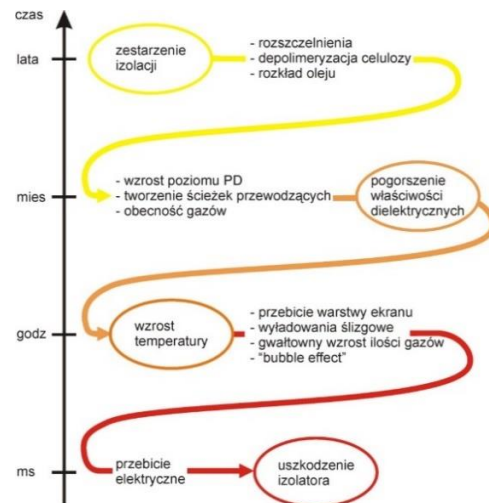 czas
lata
zestarzenie
izolacji
- rozszczelnienia
- depolimeryzacja celulozy
- rozkład oleju
mies
- wzrost poziomu PD
- tworzenie ścieżek przewodzących
- obecność gazów
pogorszenie
właściwości
dielektrycznych
godz
wzrost
temperatury
- przebicie warstwy ekranu
- wyładowania ślizgowe
- gwałtowny wzrost ilości gazów
- "bubble effect"
ms
przebicie
elektryczne
uszkodzenie
izolatora